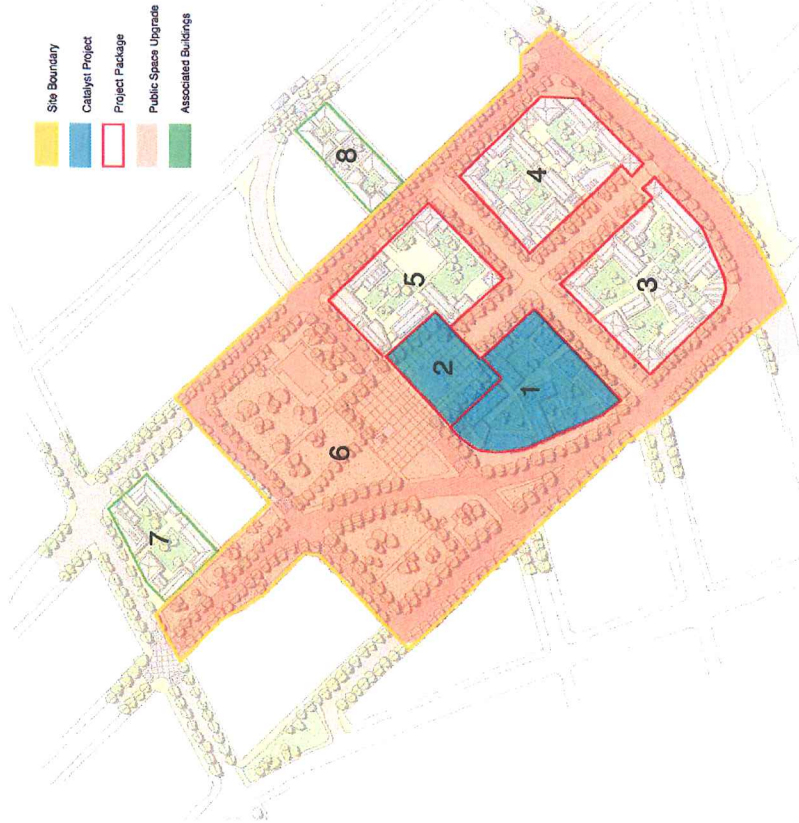 Site Boundary
Catalyst Project
Project Package
Public Space Upgrade
Associated Buildings
8
4
5
3
2
1
6
7